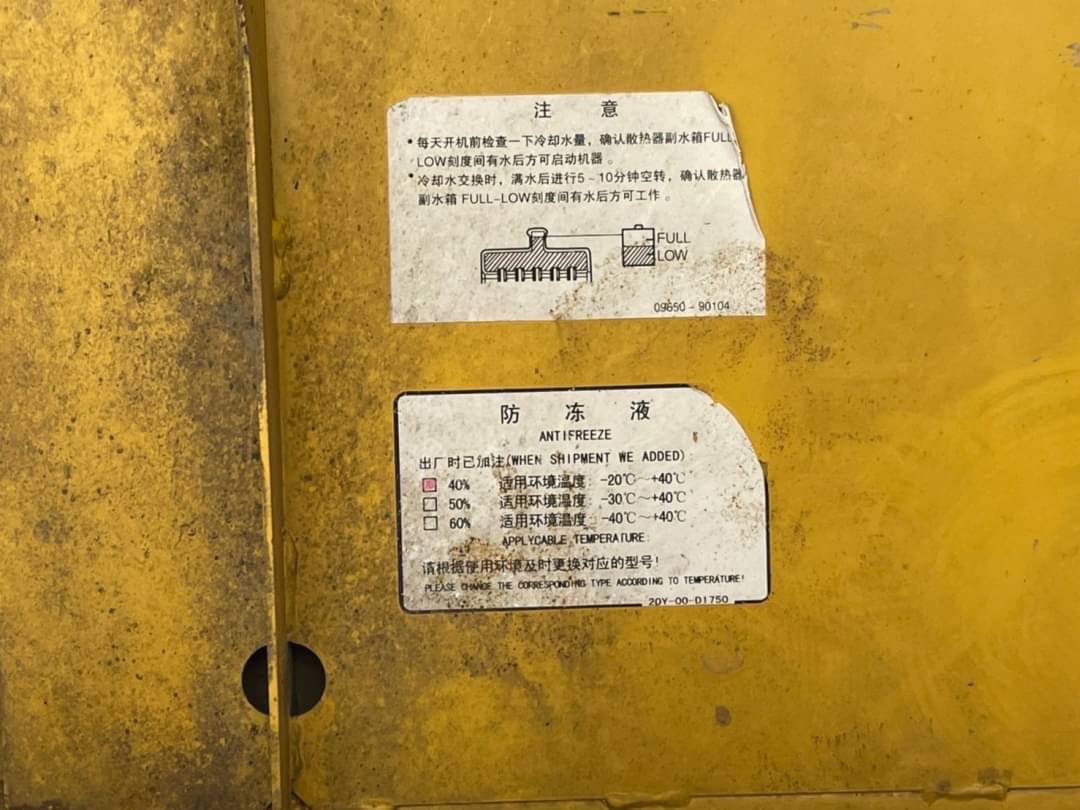 注 意
•每天开机前检查一下冷却水量，确认散热器副水箱FULL
LOW刻度间有水后方可启动机器。
•冷却水交换时，满水后进行5~10分钟空转，确认散热器
副水箱 FULL-LOW刻度间有水后方可工作。
FULL
LOW
09650-90104
防 冻 液
ANTIFREEZE
出厂时已加注(WHEN SHIPMENT WE ADDED)
40% 适用环境温度: -20℃~+40℃
50% 适用环境温度: -30℃~+40℃
60% 适用环境温度: -40℃~+40℃
APPLYCABLE TEMPERATURE:
请根据使用环境及时更换对应的型号!
PLEASE CHANGE THE CORRESPONDING TYPE ACCORDING TO TEMPERATURE!
20Y-00-D1750